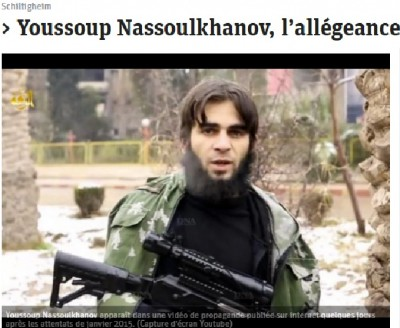 Schiltigheim
> Youssoup Nassoulkhanov, l'allégeance
Youssoup Nassoulkhanov apparaît dans une vidéo de propagande publiée sur internet quelques jours
après les attentats de janvier 2015. (Capture d'écran Youtube)